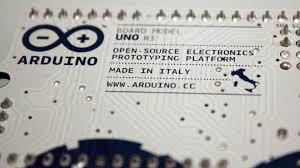 BOARD MODEL
UNO R3
ARDUINO
OPEN-SOURCE ELECTRONICS
PROTOTYPING PLATFORM
MADE IN ITALY
WWW.ARDUINO.CC